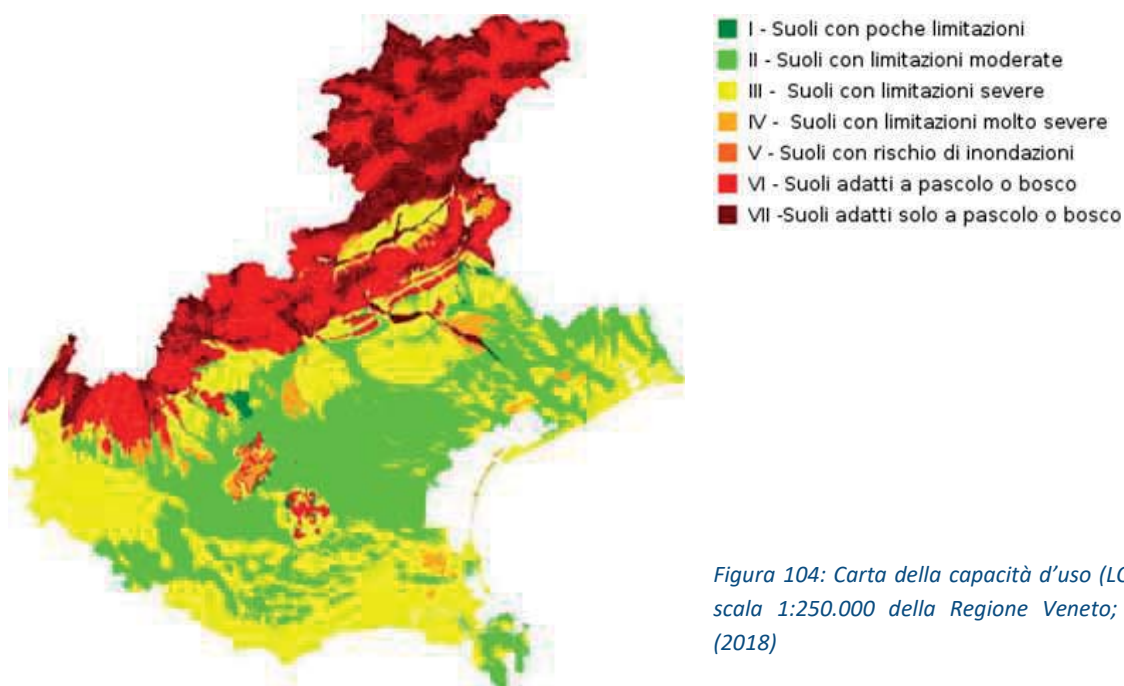 I - Suoli con poche limitazioni
II - Suoli con limitazioni moderate
III - Suoli con limitazioni severe
IV - Suoli con limitazioni molto severe
V - Suoli con rischio di inondazioni
VI - Suoli adatti a pascolo o bosco
VII -Suoli adatti solo a pascolo o bosco
Figura 104: Carta della capacità d'uso
scala 1:250.000 della Regione Veneto;
(2018)